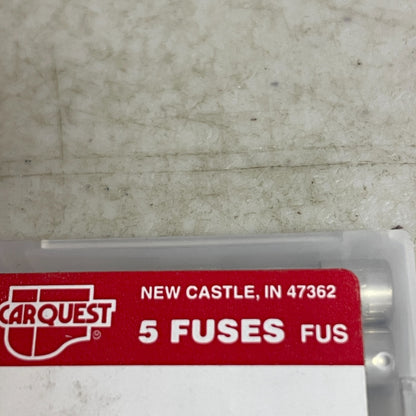 CARQUEST®
NEW CASTLE, IN 47362
5 FUSES FUS